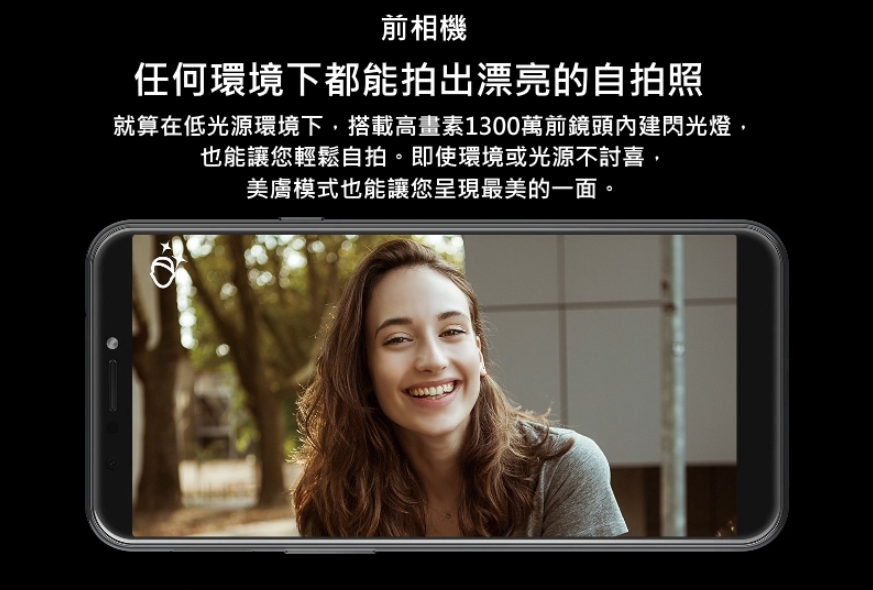 前相機
任何環境下都能拍出漂亮的自拍照
就算在低光源環境下，搭載高畫素1300萬前鏡頭內建閃光燈，
也能讓您輕鬆自拍。即使環境或光源不討喜，
美膚模式也能讓您呈現最美的一面。